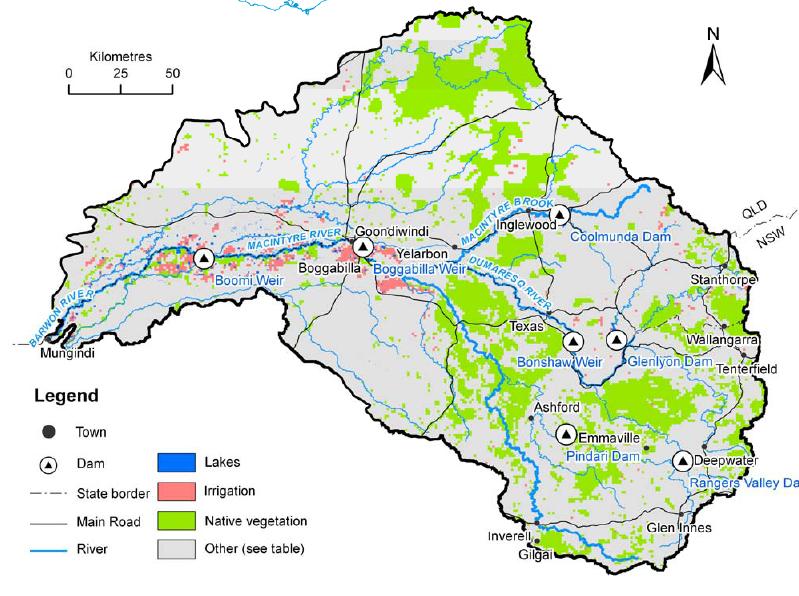 Kilometres
0 25 50
N
QLD
NSW
MACINTYRE BROOK
Inglewood
Coolmunda Dam
Goondiwindi
MACINTYRE RIVER
Yelarbon
Boggabilla
Boggabilla Weir
DUMARESQ RIVER
Boomi Weir
Stanthorpe
BARWON RIVER
Mungindi
Texas
Wallangarra
Bonshaw Weir
Glenlyon Dam
Tenterfield
Ashford
Emmaville
Pindari Dam
Deepwater
Rangers Valley Da
Glen Innes
Inverell
Gilgai
Legend
Town
Dam
Lakes
State border
Irrigation
Main Road
Native vegetation
River
Other (see table)